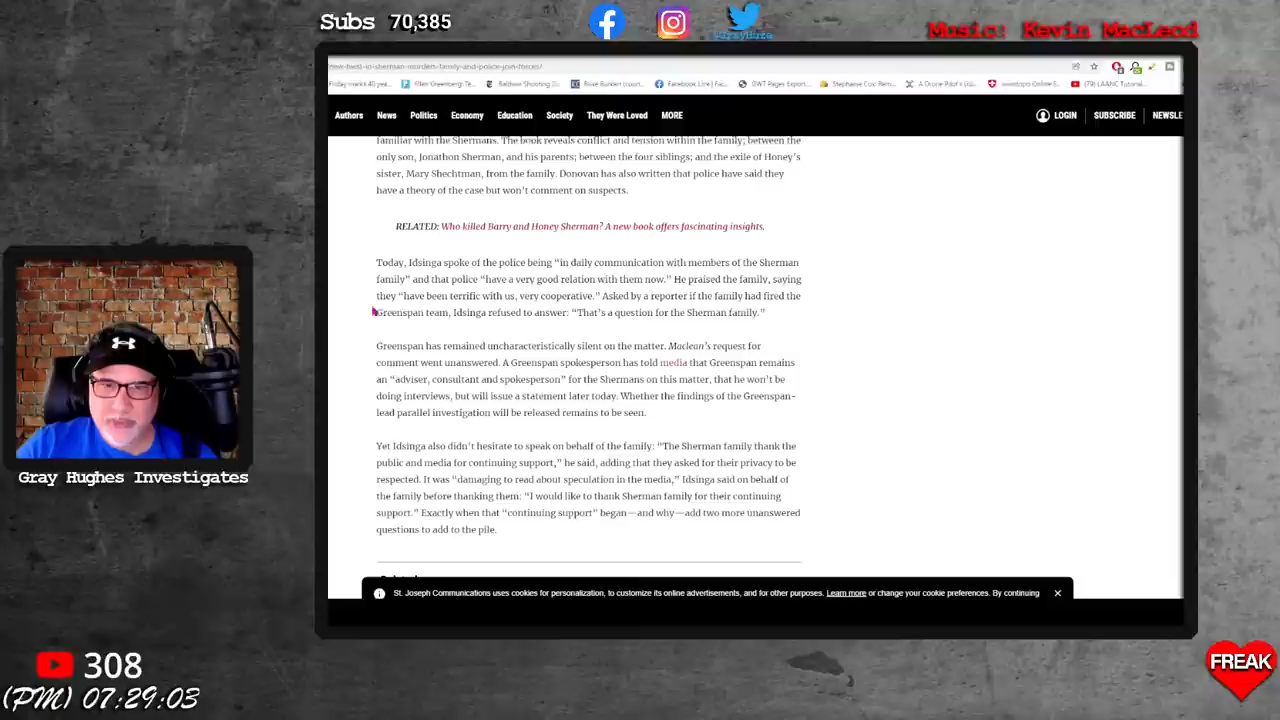 Subs 70,385
Music: Kevin MacLeod
Authors News Politics Economy Education Society They Were Loved MORE LOGIN SUBSCRIBE NEWSLE
familiar with the Shermans. The book reveals conflict and tension within the family; between the
only son, Jonathon Sherman, and his parents; between the four siblings; and the exile of Honey's
sister, Mary Shechtman, from the family. Donovan has also written that police have said they
have a theory of the case but won't comment on suspects.
RELATED: Who killed Barry and Honey Sherman? A new book offers fascinating insights.
Today, Idsinga spoke of the police being “in daily communication with members of the Sherman
family” and that police “have a very good relation with them now.” He praised the family, saying
they “have been terrific with us, very cooperative.” Asked by a reporter if the family had fired the
Greenspan team, Idsinga refused to answer: “That's a question for the Sherman family.”
Greenspan has remained uncharacteristically silent on the matter. Maclean's request for
comment went unanswered. A Greenspan spokesperson has told media that Greenspan remains
an “adviser, consultant and spokesperson” for the Shermans on this matter, that he won't be
doing interviews, but will issue a statement later today. Whether the findings of the Greenspan-
lead parallel investigation will be released remains to be seen.
Yet Idsinga also didn't hesitate to speak on behalf of the family: “The Sherman family thank the
public and media for continuing support,” he said, adding that they asked for their privacy to be
respected. It was “damaging to read about speculation in the media,” Idsinga said on behalf of
the family before thanking them: “I would like to thank Sherman family for their continuing
support.” Exactly when that “continuing support” began—and why—add two more unanswered
questions to add to the pile.
St. Joseph Communications uses cookies for personalization, to customize its online advertisements, and for other purposes. Learn more or change your cookie preferences. By continuing
Gray Hughes Investigates
308
(PM) 07:29:03
FREAK